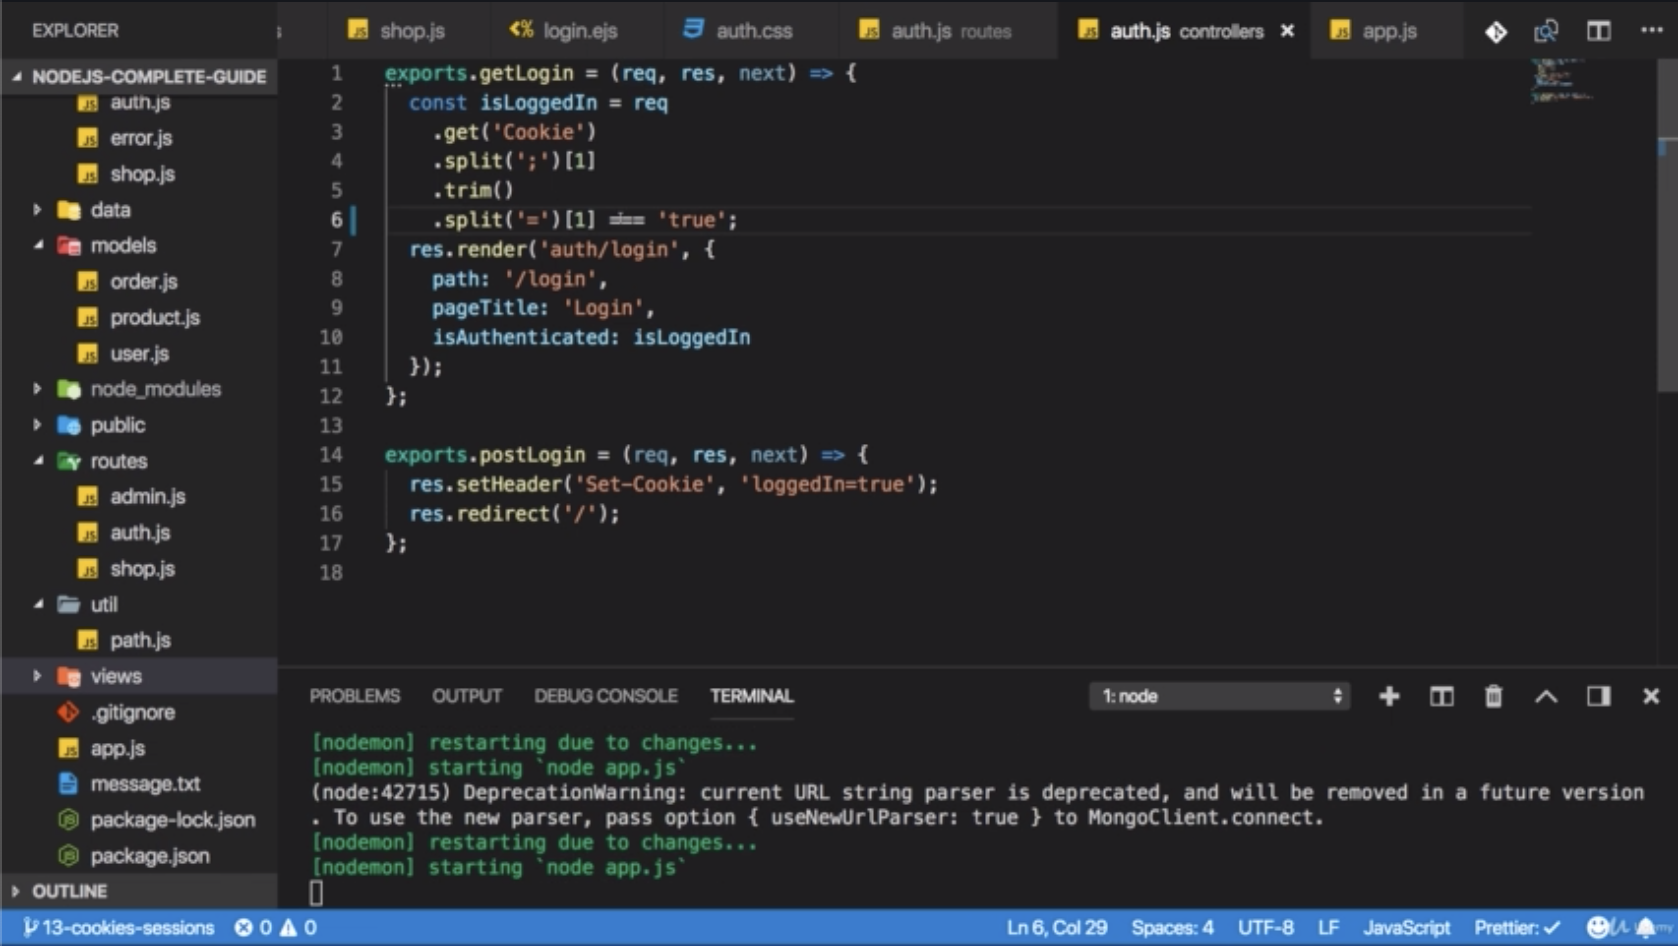 EXPLORER
shop.js
login.ejs
auth.css
auth.js routes
auth.js controllers
app.js
NODEJS-COMPLETE-GUIDE
auth.js
error.js
shop.js
data
models
order.js
product.js
user.js
node_modules
public
routes
admin.js
auth.js
shop.js
util
path.js
views
.gitignore
app.js
message.txt
package-lock.json
package.json
OUTLINE
1 exports.getLogin = (req, res, next) => {
2 const isLoggedIn = req
3 .get('Cookie')
4 .split(';')[1]
5 .trim()
6 .split('=')[1] === 'true';
7 res.render('auth/login', {
8 path: '/login',
9 pageTitle: 'Login',
10 isAuthenticated: isLoggedIn
11 });
12 };
13
14 exports.postLogin = (req, res, next) => {
15 res.setHeader('Set-Cookie', 'loggedIn=true');
16 res.redirect('/');
17 };
18
PROBLEMS OUTPUT DEBUG CONSOLE TERMINAL
1: node
[nodemon] restarting due to changes...
[nodemon] starting `node app.js`
(node:42715) DeprecationWarning: current URL string parser is deprecated, and will be removed in a future version
. To use the new parser, pass option { useNewUrlParser: true } to MongoClient.connect.
[nodemon] restarting due to changes...
[nodemon] starting `node app.js`
13-cookies-sessions 0 0
Ln 6, Col 29 Spaces: 4 UTF-8 LF JavaScript Prettier: ✓